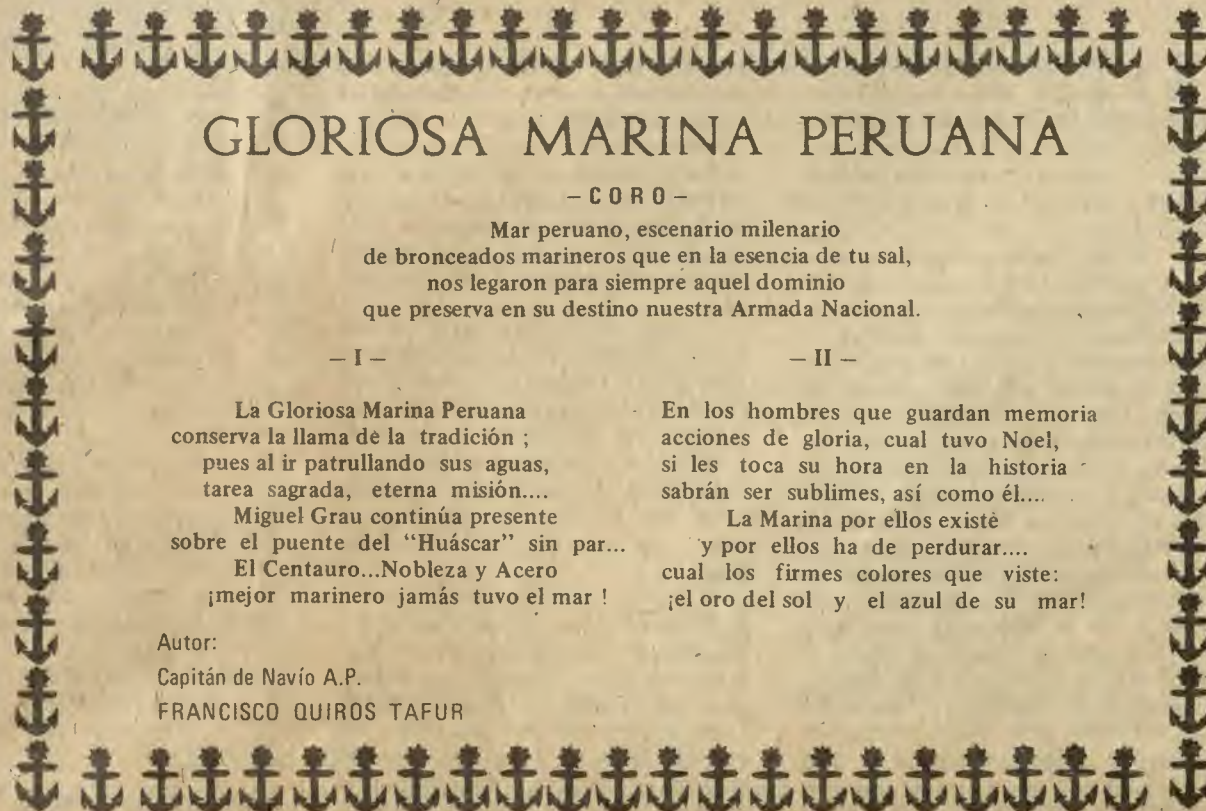 GLORIOSA MARINA PERUANA
– CORO –
Mar peruano, escenario milenario
de bronceados marineros que en la esencia de tu sal,
nos legaron para siempre aquel dominio
que preserva en su destino nuestra Armada Nacional.
– I –
La Gloriosa Marina Peruana
conserva la llama de la tradición ;
pues al ir patrullando sus aguas,
tarea sagrada, eterna misión....
Miguel Grau continúa presente
sobre el puente del “Huáscar” sin par...
El Centauro...Nobleza y Acero
¡mejor marinero jamás tuvo el mar !
– II –
En los hombres que guardan memoria
acciones de gloria, cual tuvo Noel,
si les toca su hora en la historia
sabrán ser sublimes, así como él....
La Marina por ellos existe
y por ellos ha de perdurar....
cual los firmes colores que viste:
¡el oro del sol y el azul de su mar!
Autor:
Capitán de Navío A.P.
FRANCISCO QUIROS TAFUR